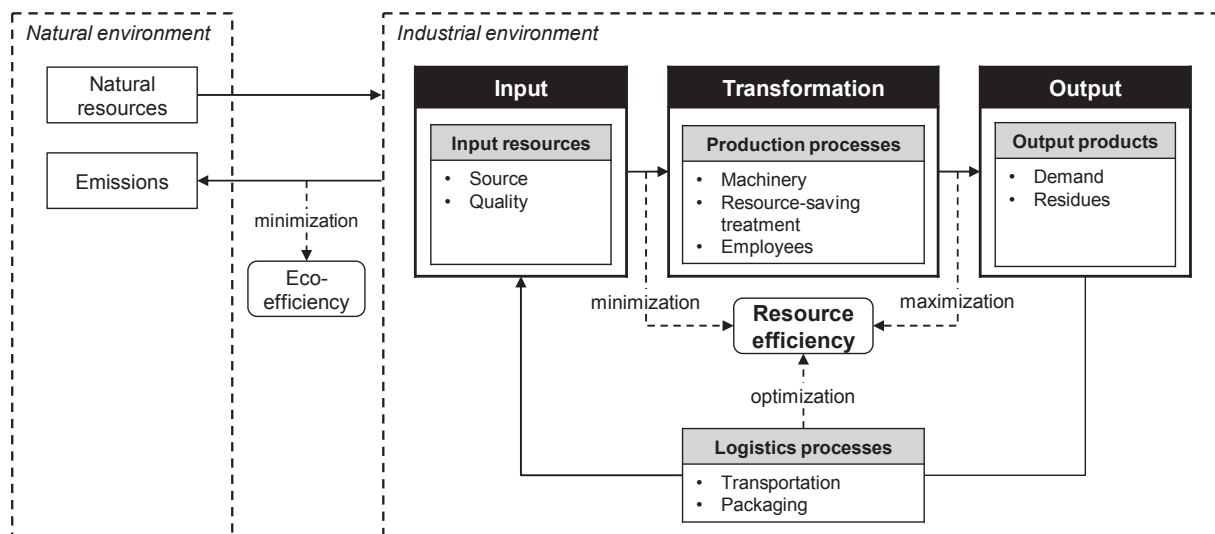 Natural environment
Industrial environment
Natural
resources
Emissions
minimization
Eco-
efficiency
Input
Input resources
• Source
• Quality
Transformation
Production processes
• Machinery
• Resource-saving
treatment
• Employees
Output
Output products
• Demand
• Residues
minimization
maximization
Resource
efficiency
optimization
Logistics processes
• Transportation
• Packaging